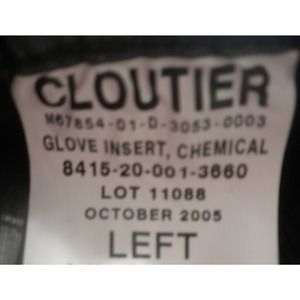 CLOUTIER
M67854-01-D-3053-0003
GLOVE INSERT, CHEMICAL
8415-20-001-3660
LOT 11088
OCTOBER 2005
LEFT